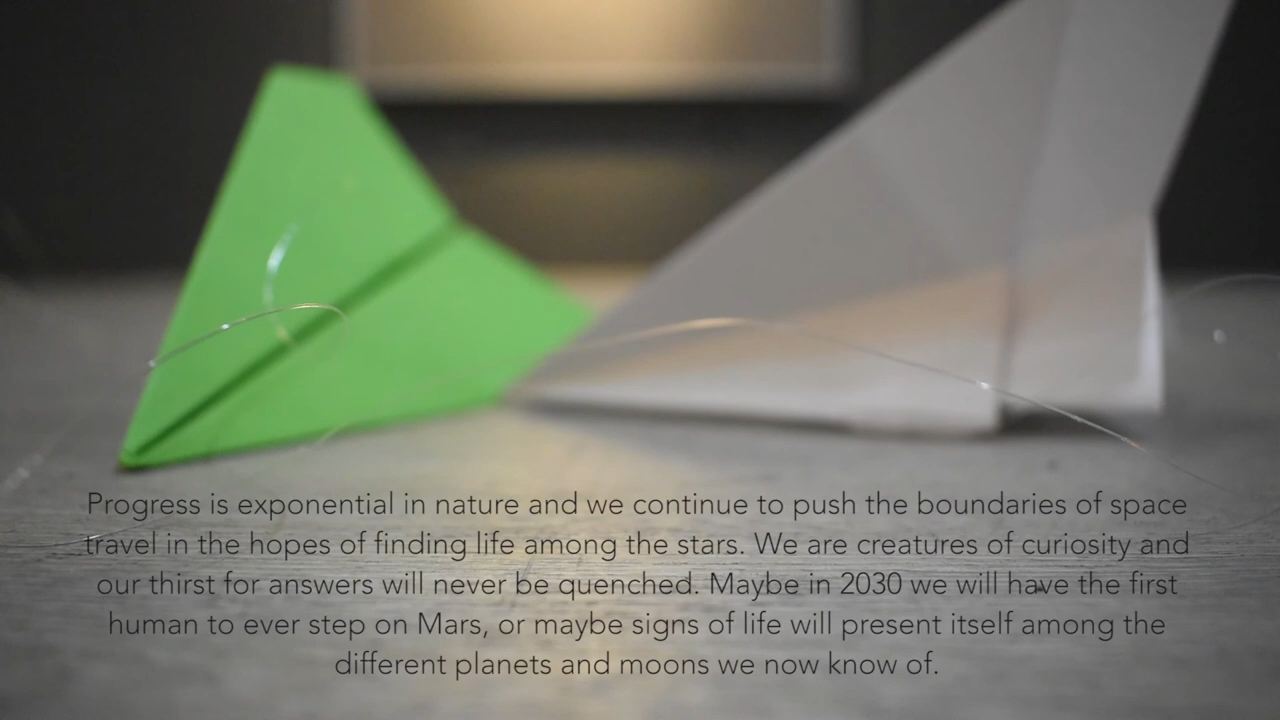 Progress is exponential in nature and we continue to push the boundaries of space
travel in the hopes of finding life among the stars. We are creatures of curiosity and
our thirst for answers will never be quenched. Maybe in 2030 we will have the first
human to ever step on Mars, or maybe signs of life will present itself among the
different planets and moons we now know of.